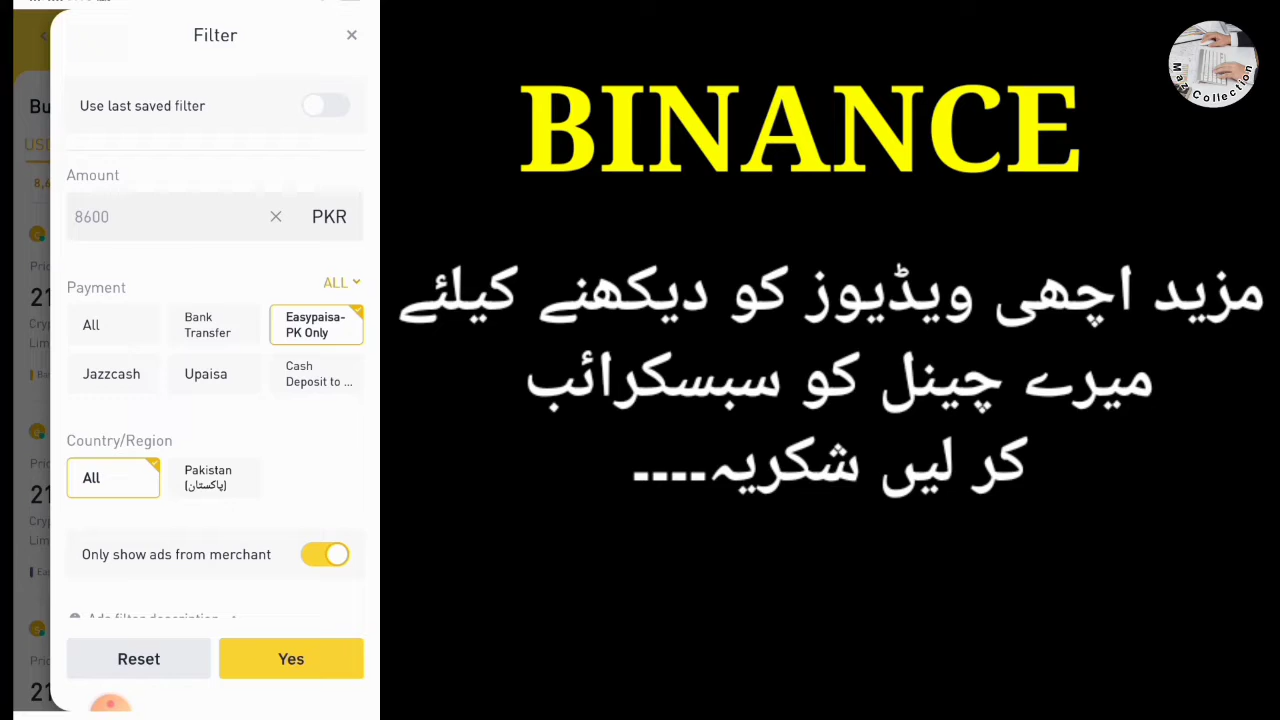 Filter
Use last saved filter
Amount
8600 PKR
Payment
ALL
All
Bank Transfer
Easypaisa-
PK Only
Jazzcash
Upaisa
Cash
Deposit to ...
Country/Region
All
Pakistan
(پاکستان)
Only show ads from merchant
Reset
Yes
BINANCE
مزید اچھی ویڈیوز کو دیکھنے کیلئے
میرے چینل کو سبسکرائب
کر لیں شکریہ....
Maz Collection